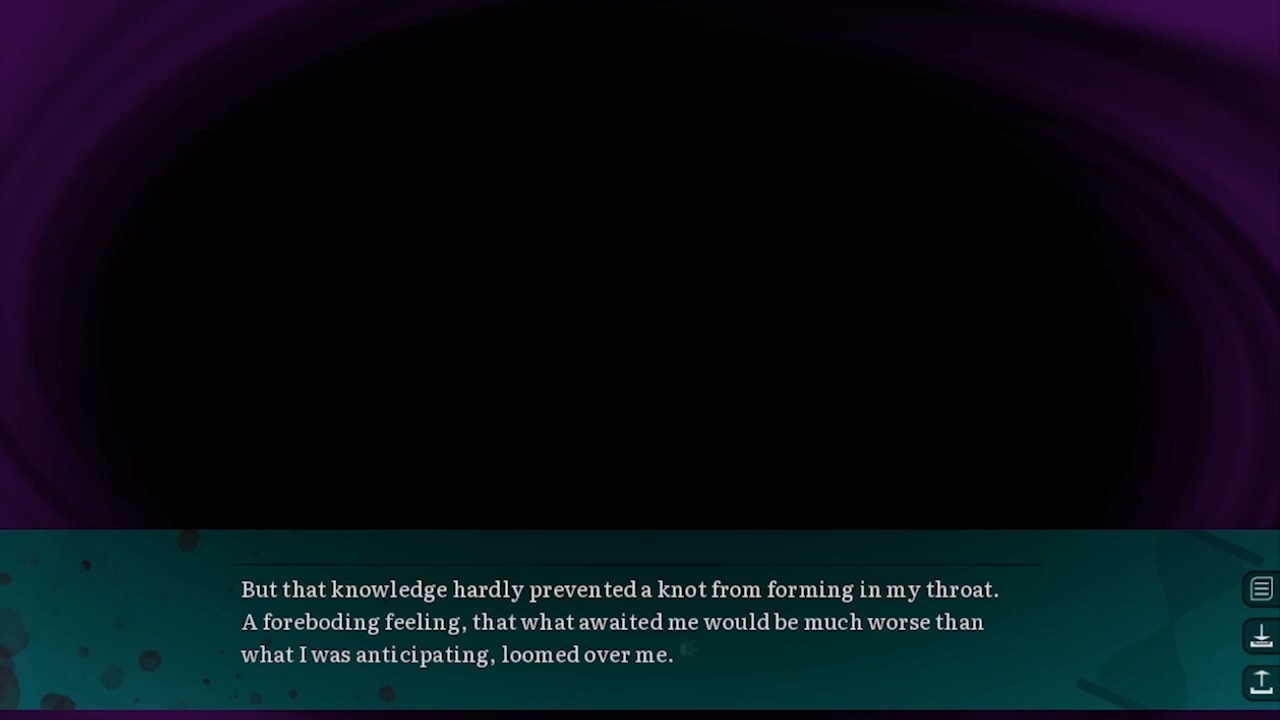 But that knowledge hardly prevented a knot from forming in my throat.
A foreboding feeling, that what awaited me would be much worse than
what I was anticipating, loomed over me.